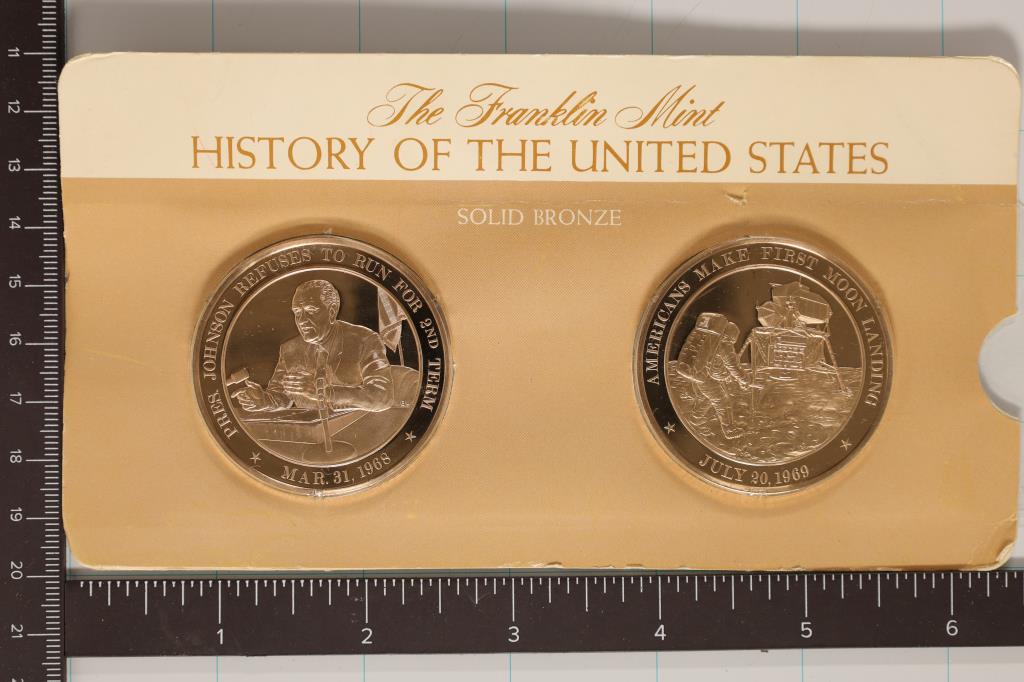 The Franklin Mint
HISTORY OF THE UNITED STATES
SOLID BRONZE
PRES. JOHNSON REFUSES TO RUN FOR 2ND TERM
MAR. 31, 1968
AMERICANS MAKE FIRST MOON LANDING
JULY 20, 1969
11
12
13
14
15
16
17
18
19
20
21
1 2 3 4 5 6